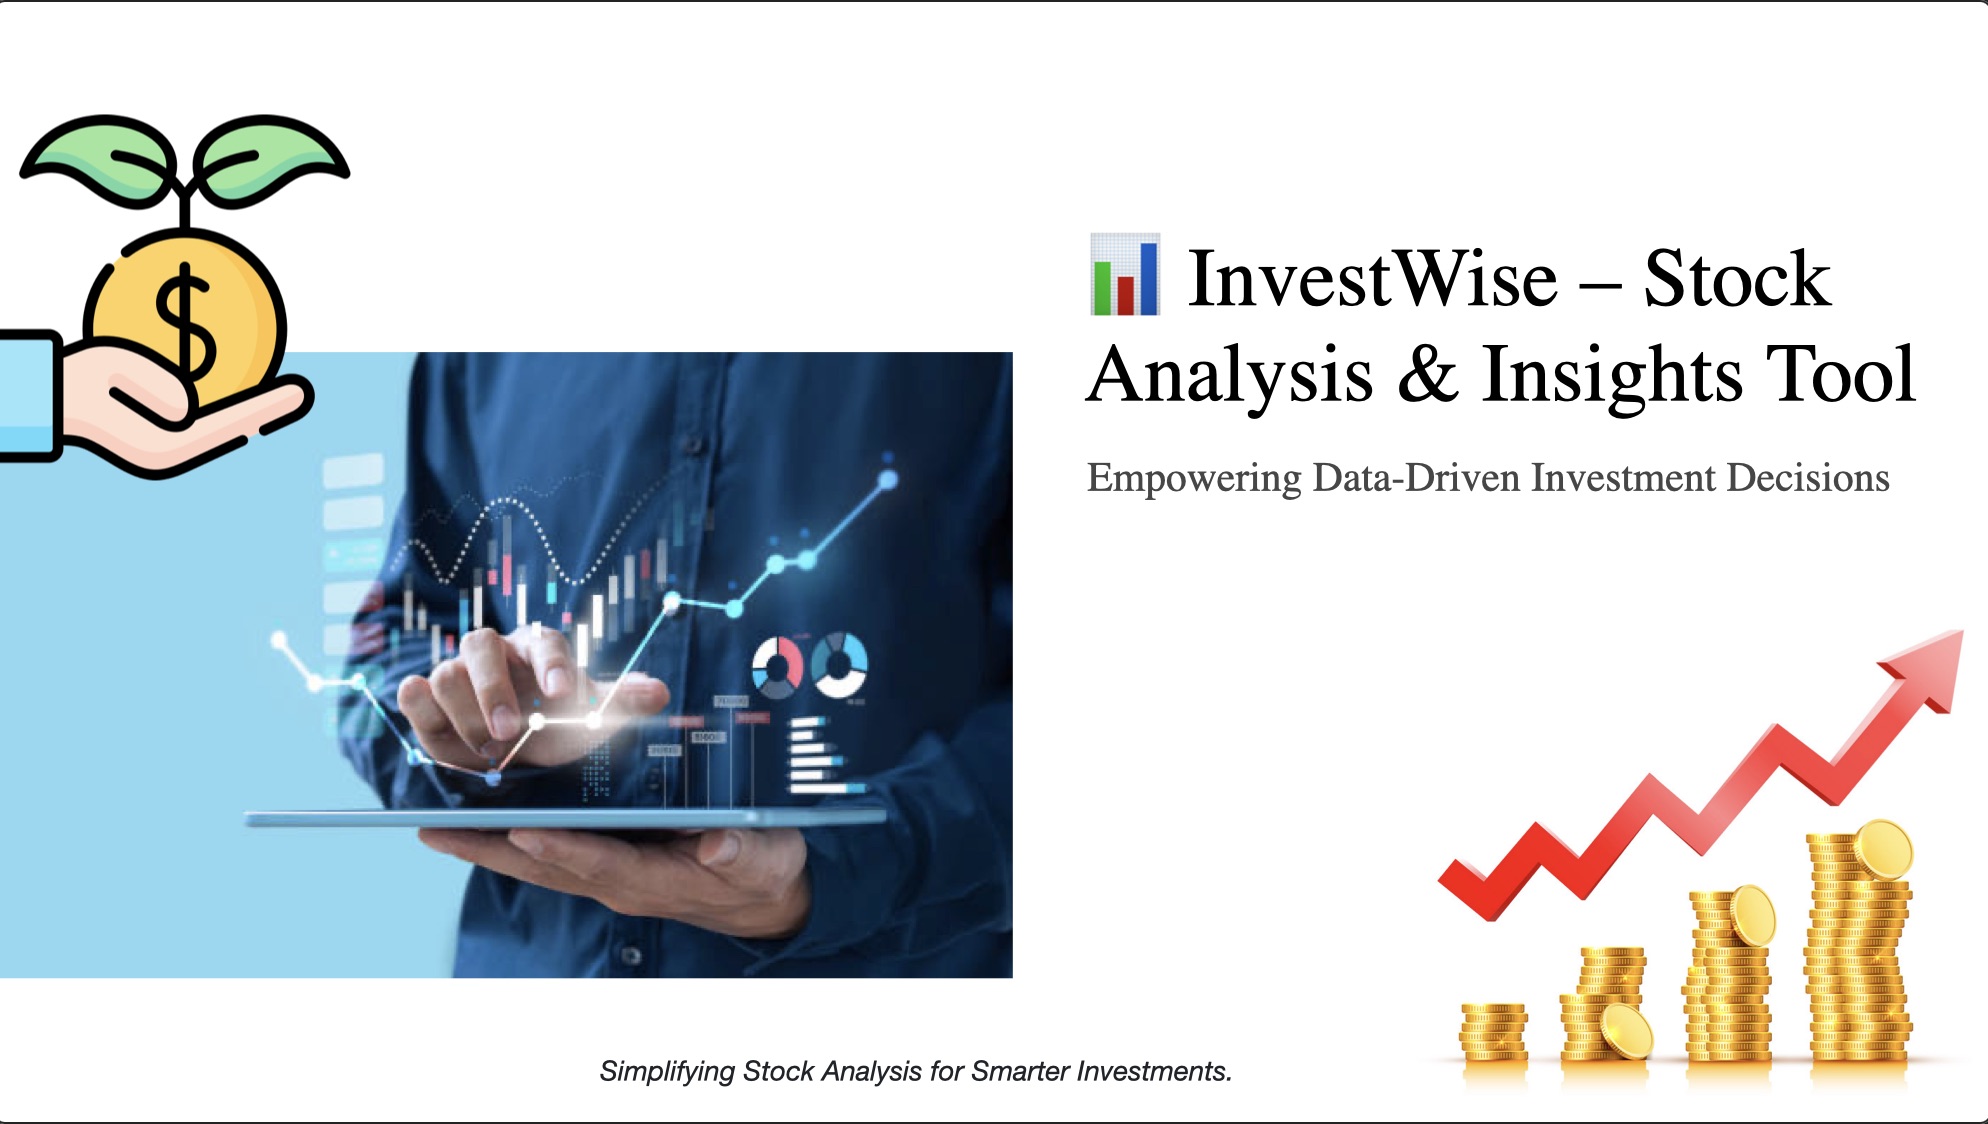 InvestWise – Stock
Analysis & Insights Tool
Empowering Data-Driven Investment Decisions
$
Simplifying Stock Analysis for Smarter Investments.